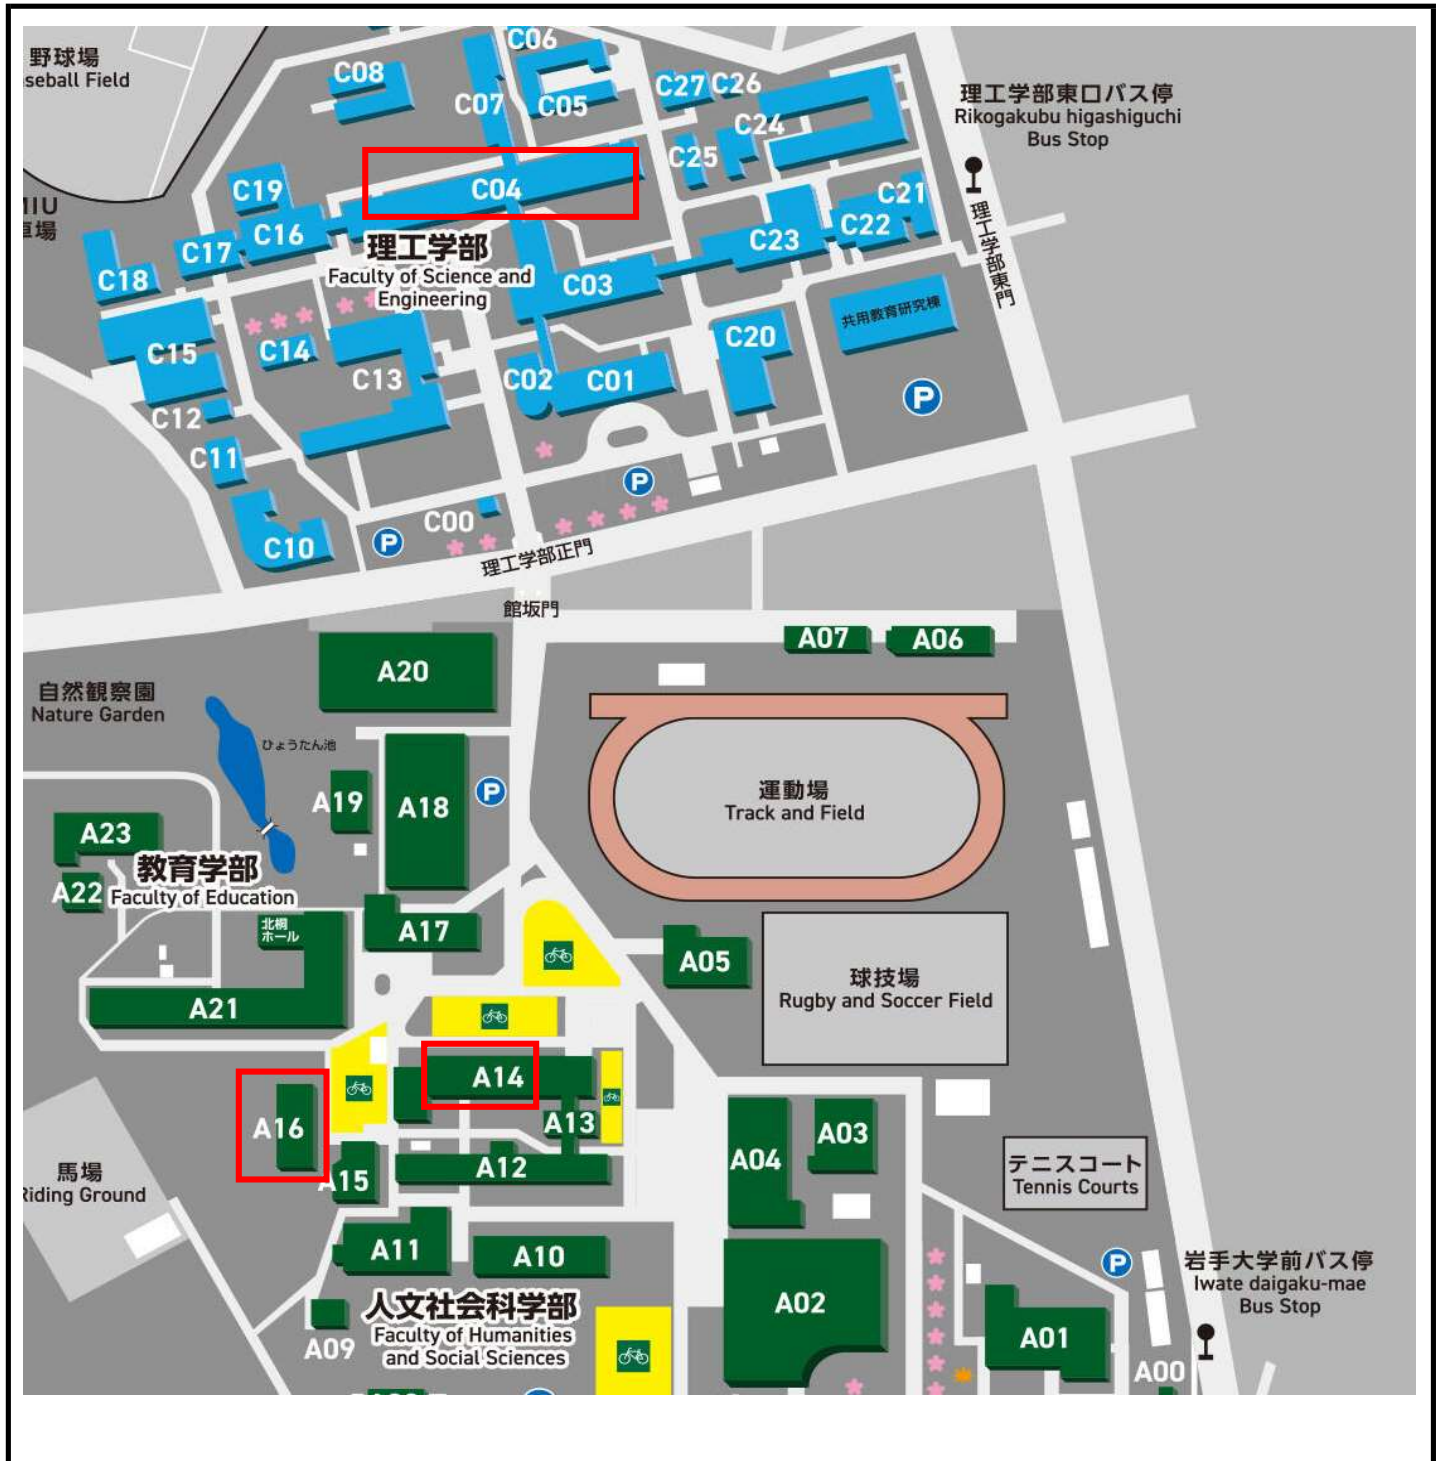 野球場
seball Field
C06
C08
C07
C05
C27
C26
C24
理工学部東口バス停
Rikogakubu higashiguchi
Bus Stop
C25
C04
C19
C21
C16
C17
C22
C23
MIU
車場
理工学部
Faculty of Science and
Engineering
C18
C03
理工学部東門
共用教育研究棟
C20
C14
C15
C13
C02
C01
P
C12
C11
P
C00
C10
P
理工学部正門
館坂門
A07
A06
A20
自然観察園
Nature Garden
ひょうたん池
A19
A18
P
運動場
Track and Field
A23
教育学部
Faculty of Education
A22
北桐
ホール
A17
A05
球技場
Rugby and Soccer Field
A21
A14
A16
A13
A03
A04
A15
A12
馬場
Riding Ground
テニスコート
Tennis Courts
A11
A10
P
岩手大学前バス停
Iwate daigaku-mae
Bus Stop
人文社会科学部
Faculty of Humanities
and Social Sciences
A02
A01
A09
A00